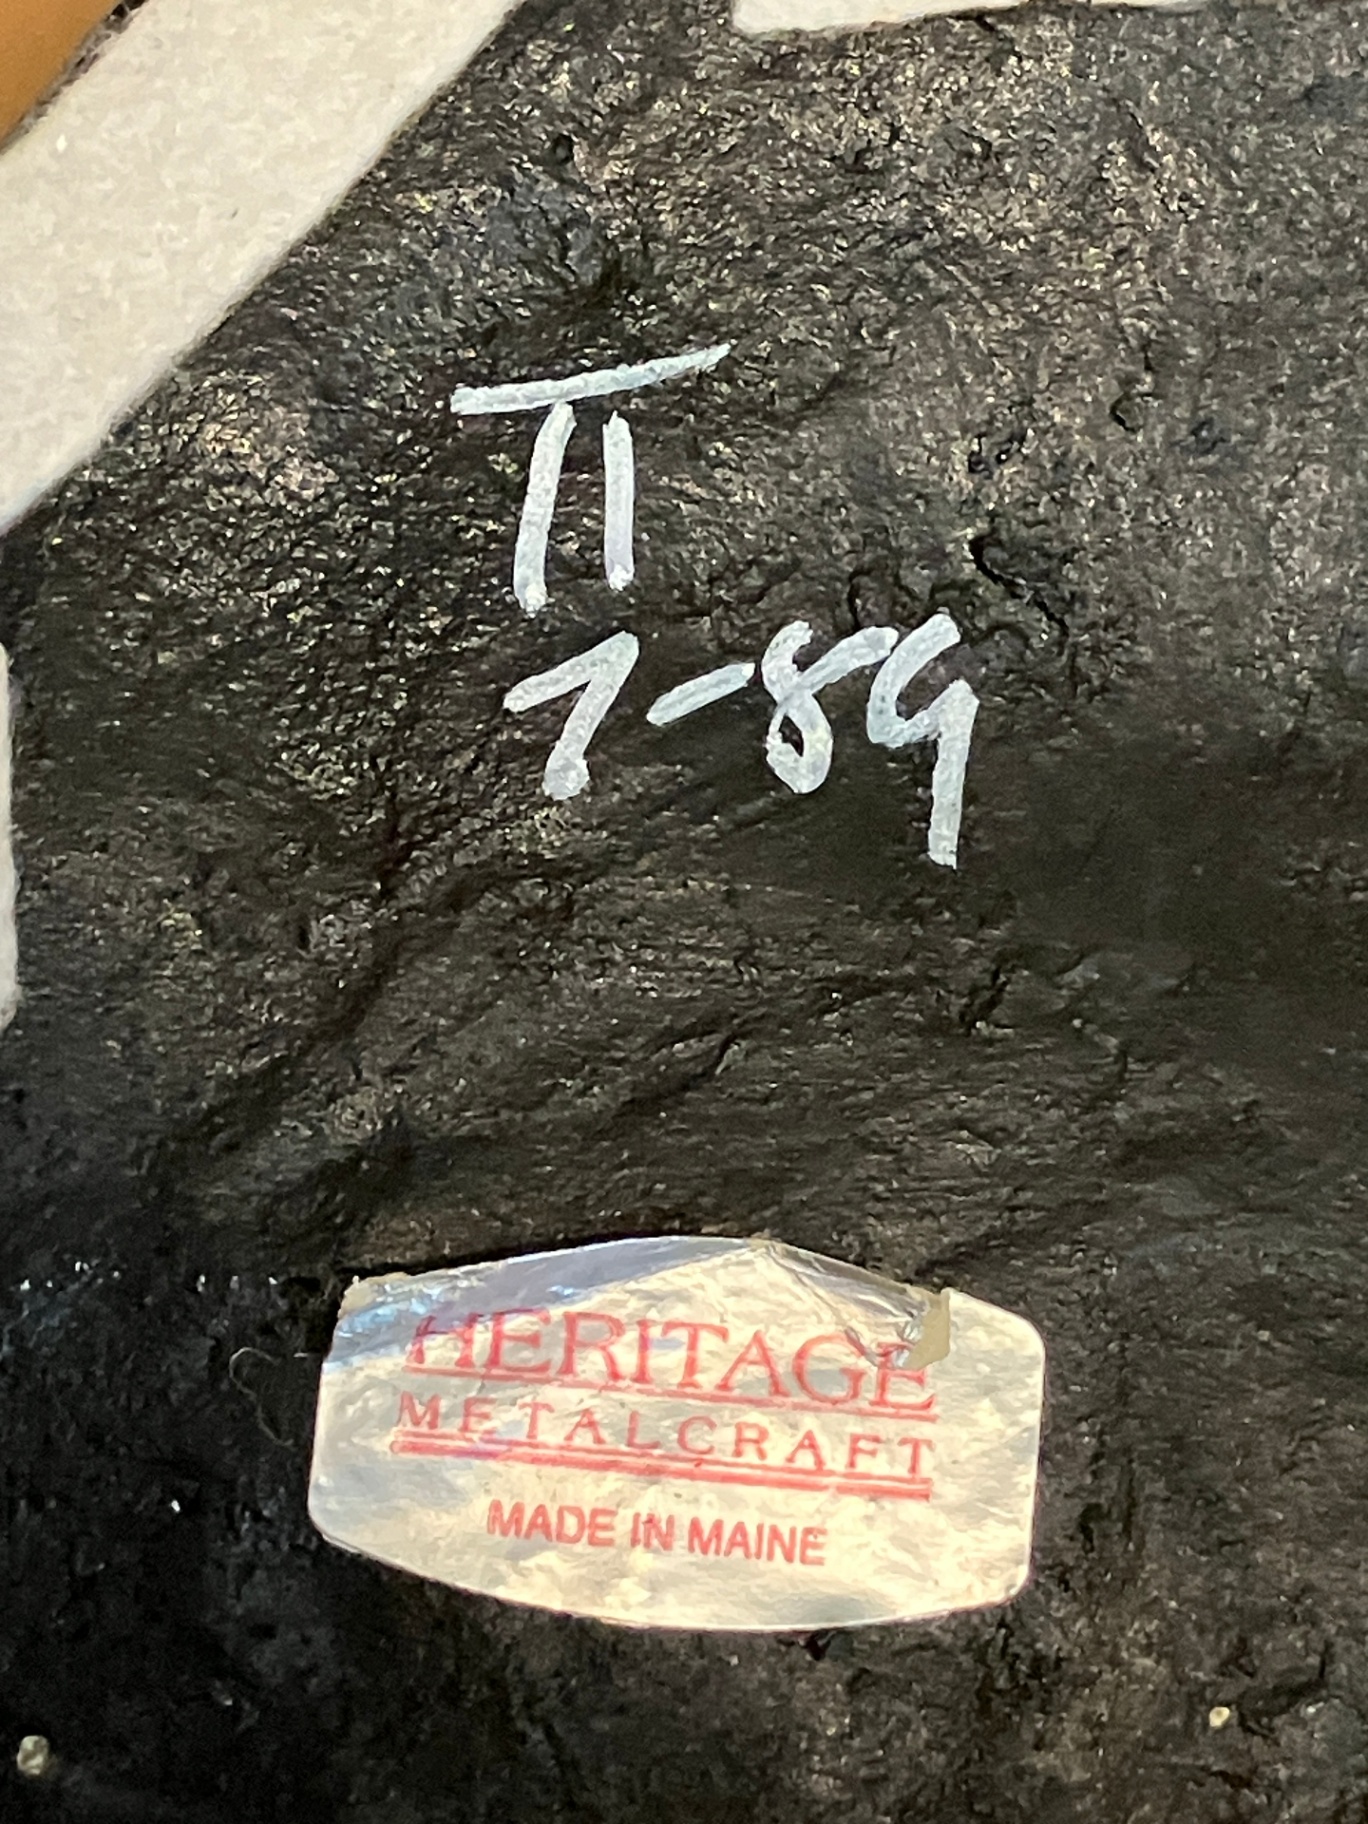 TI
7-89
HERITAGE
METALCRAFT
MADE IN MAINE